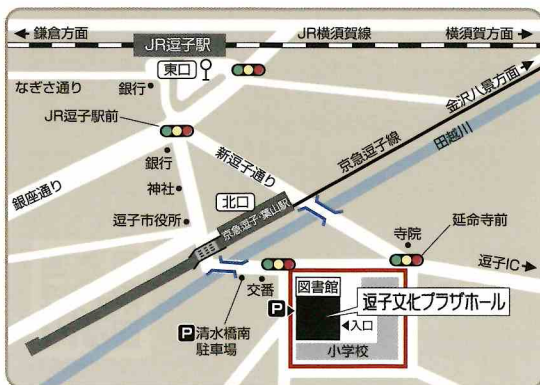 鎌倉方面
JR逗子駅
JR横須賀線
横須賀方面
東口
なぎさ通り
銀行
金沢八景方面
JR逗子駅前
京急逗子線
田越川
銀行
新逗子通り
神社
北口
銀座通り
逗子市役所
京急逗子・葉山駅
寺院
延命寺前
逗子IC
交番
図書館
逗子文化プラザホール
P
入口
P 清水橋南
駐車場
小学校